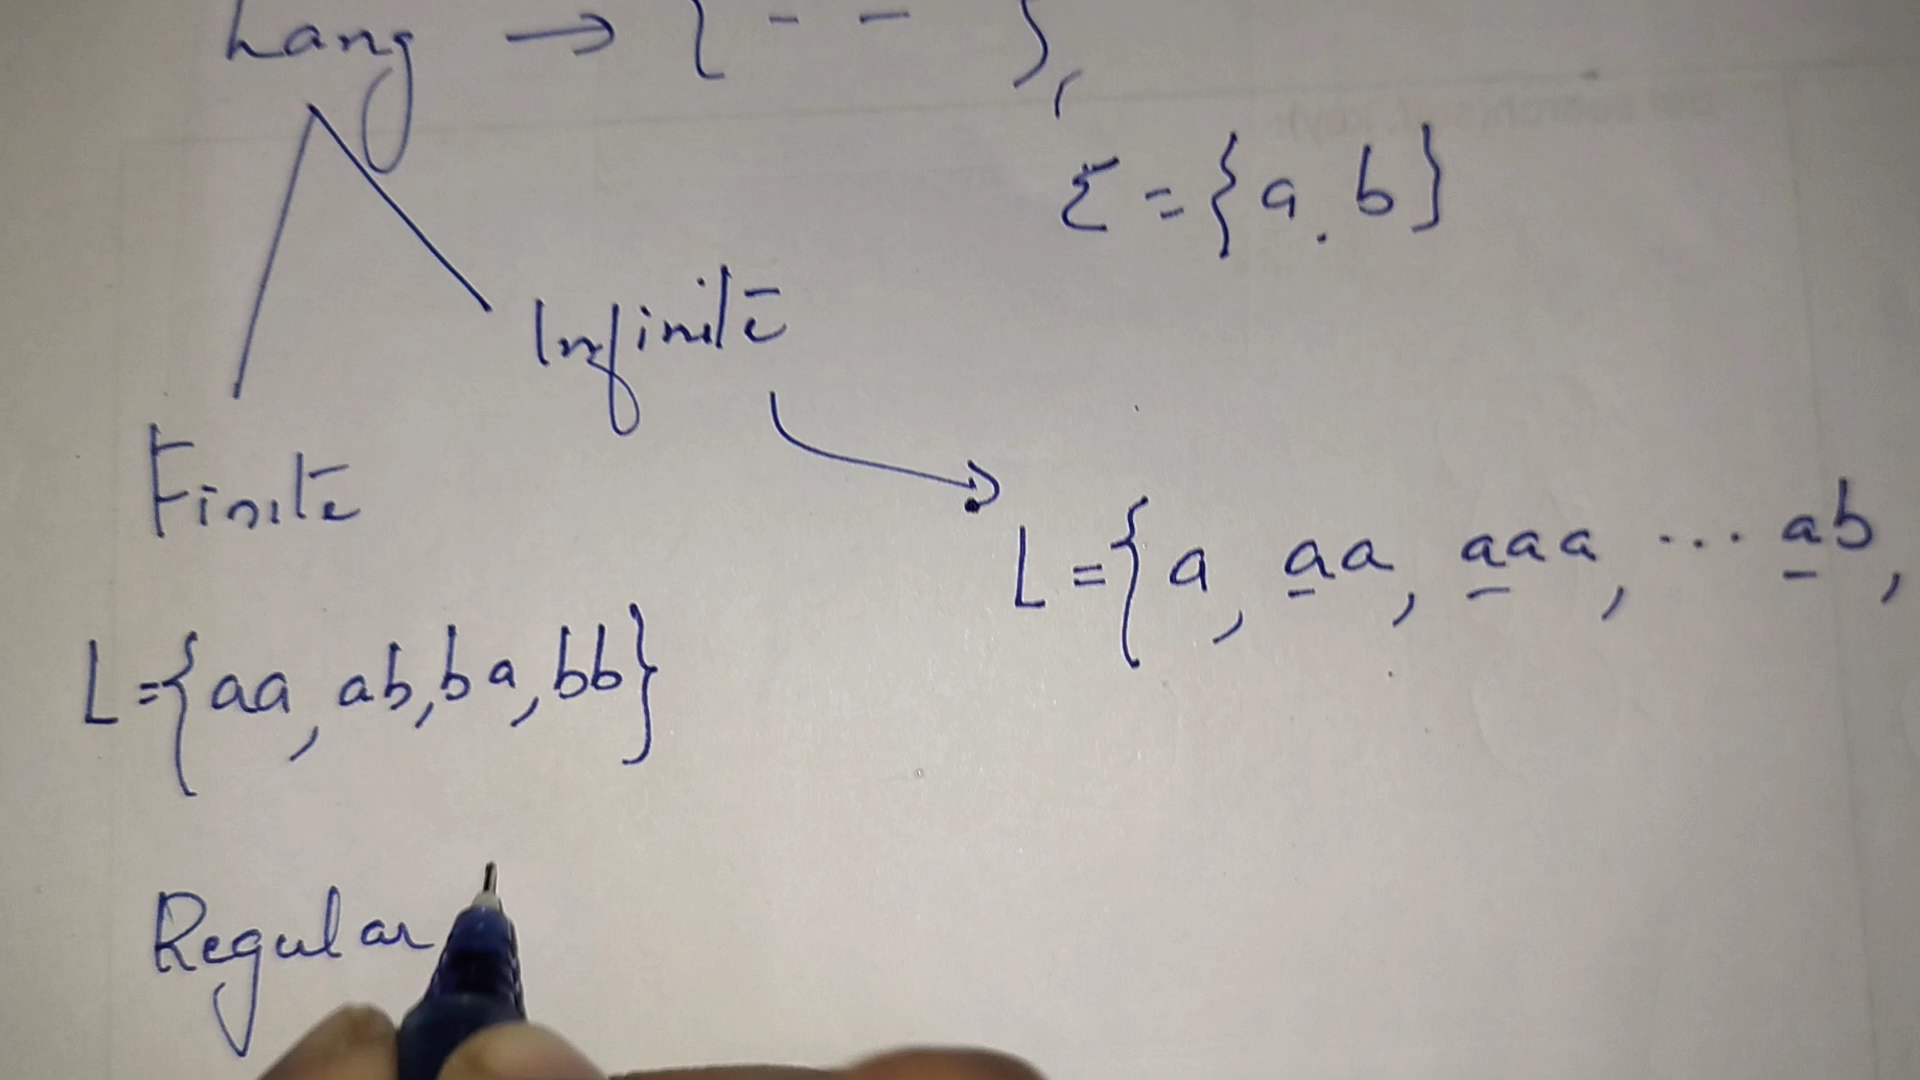 Lang → { - - },
Σ = {a, b}
Infinite
Finite
L = {a, aa, aaa, ... ab,
L = {aa, ab, ba, bb}
Regular